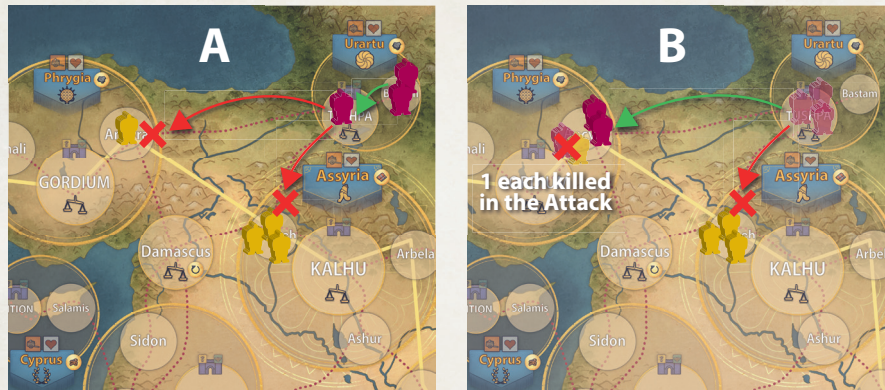 A
Urartu
Phrygia
GORDIUM
Assyria
Damascus
KALHU
Arbela
Salamis
Sidon
Ashur
Cyprus
B
Urartu
Phrygia
Bastam
1 each killed
in the Attack
Assyria
Damascus
KALHU
Salamis
Sidon
Ashur
Cyprus